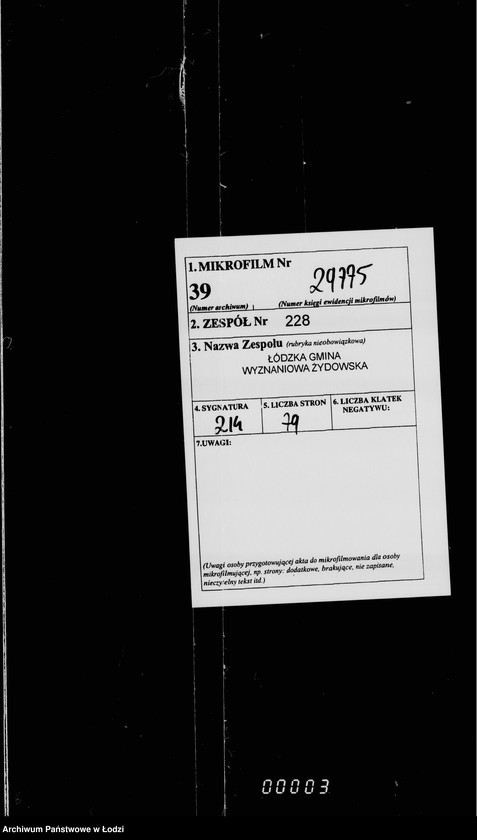 1. MIKROFILM Nr
39
29795
(Numer archiwum)
(Numer księgi ewidencji mikrofilmów)
2. ZESPÓŁ Nr 228
3. Nazwa Zespołu (rubryka nieobowiązkowa)
ŁÓDZKA GMINA
WYZNANIOWA ŻYDOWSKA
4. SYGNATURA
214
5. LICZBA STRON
79
6. LICZBA KLATEK
NEGATYWU:
7.UWAGI:
(Uwagi osoby przygotowującej akta do mikrofilmowania dla osoby
mikrofilmującej, np. strony: dodatkowe, brakujące, nie zapisane,
nieczytelny tekst itd.)
00003
Archiwum Państwowe w Łodzi